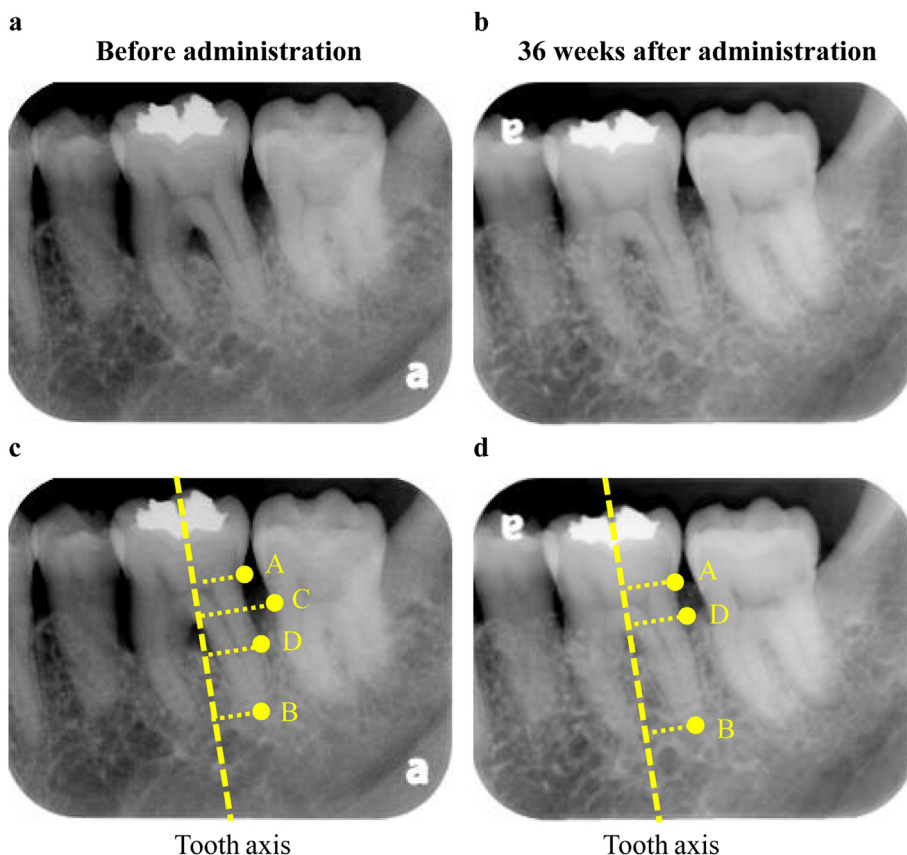 a
Before administration
b
36 weeks after administration
a
a
c
A
C
D
B
a
Tooth axis
d
a
A
D
B
Tooth axis